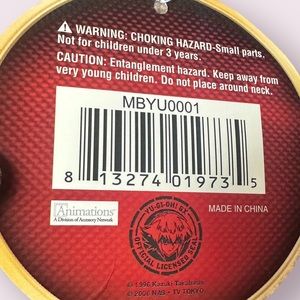 ⚠ WARNING: CHOKING HAZARD-Small parts.
Not for children under 3 years.
CAUTION: Entanglement hazard. Keep away from
very young children. Do not place around neck.
MBYU0001
8 13274 01973 5
Animations
A Division of Accessory Network
MADE IN CHINA
YU-GI-OH! GX
OFFICIAL LICENSED SEAL
© 1996 Kazuki Takahashi
© 2004 NAS • TV TOKYO